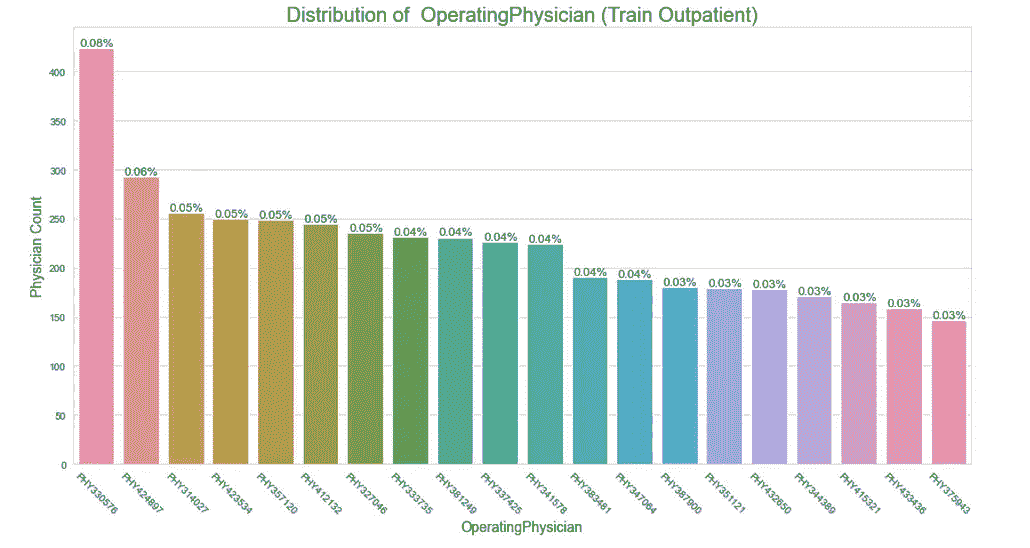 Distribution of  OperatingPhysician (Train Outpatient)
Physician Count
400
350
300
250
200
150
100
50
0
0.08%
0.06%
0.05%
0.05%
0.05%
0.05%
0.05%
0.04%
0.04%
0.04%
0.04%
0.04%
0.04%
0.03%
0.03%
0.03%
0.03%
0.03%
0.03%
0.03%
PHY330576
PHY424897
PHY314027
PHY423534
PHY357120
PHY412132
PHY327046
PHY333735
PHY381249
PHY337425
PHY341578
PHY383461
PHY347064
PHY387900
PHY351121
PHY432650
PHY344389
PHY415321
PHY433436
PHY375943
OperatingPhysician